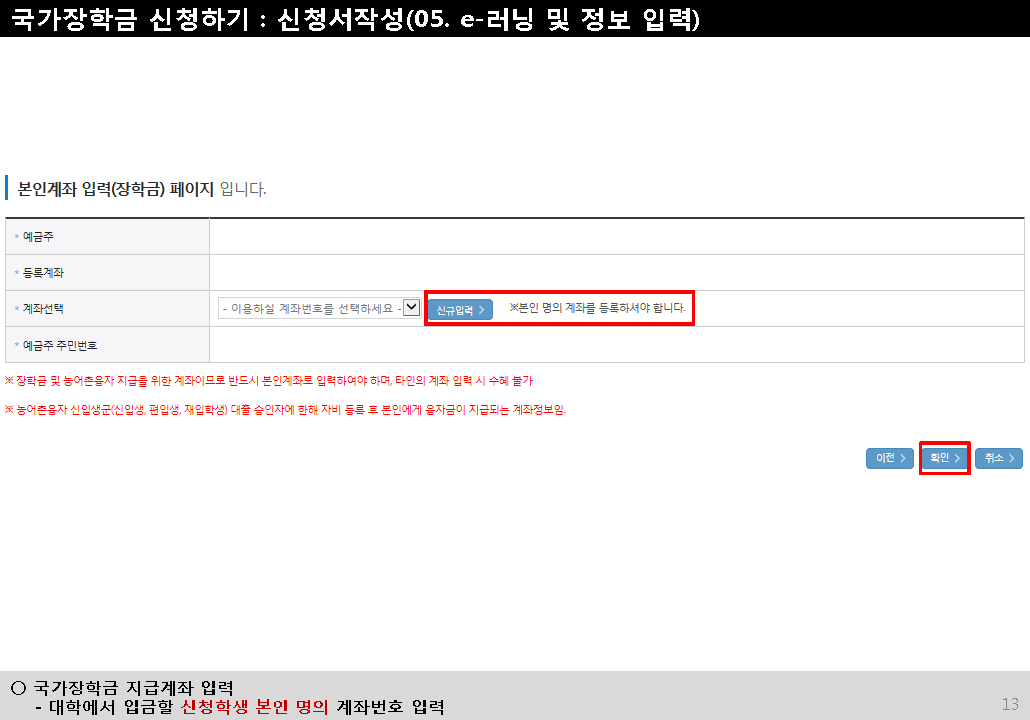 국가장학금 신청하기 : 신청서작성(05. e-러닝 및 정보 입력)
본인계좌 입력(장학금) 페이지 입니다.
* 예금주
* 등록계좌
* 계좌선택 - 이용하실 계좌번호를 선택하세요 - 신규입력 > ※본인 명의 계좌를 등록하셔야 합니다.
* 예금주 주민번호
※ 장학금 및 농어촌융자 지급을 위한 계좌이므로 반드시 본인계좌로 입력하여야 하며, 타인의 계좌 입력 시 수혜 불가
※ 농어촌융자 신입생군(신입생, 편입생, 재입학생) 대출 승인자에 한해 자비 등록 후 본인에게 융자금이 지급되는 계좌정보임.
이전 > 확인 > 취소 >
○ 국가장학금 지급계좌 입력
- 대학에서 입금할 신청학생 본인 명의 계좌번호 입력
13